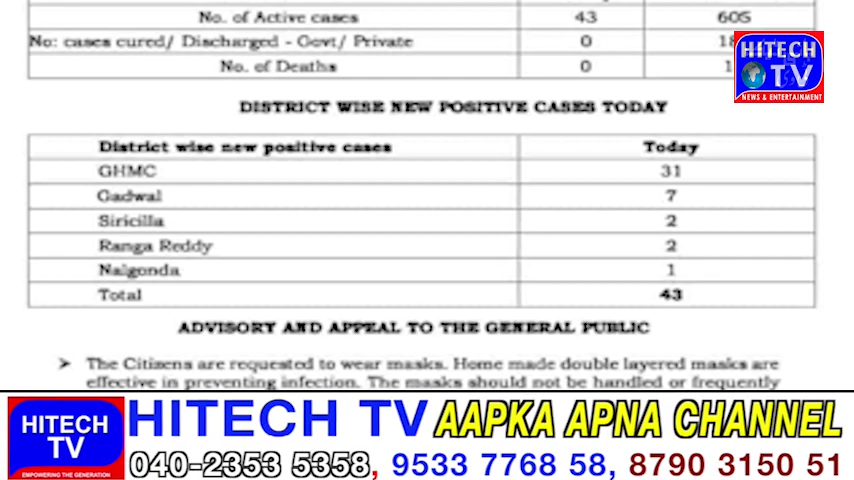 No. of Active cases 43 605
No: cases cured/ Discharged - Govt/ Private 0
No. of Deaths 0
HITECH
TV
NEWS & ENTERTAINMENT
DISTRICT WISE NEW POSITIVE CASES TODAY
District wise new positive cases Today
GHMC 31
Gadwal 7
Siricilla 2
Ranga Reddy 2
Nalgonda 1
Total 43
ADVISORY AND APPEAL TO THE GENERAL PUBLIC
➤ The Citizens are requested to wear masks. Home made double layered masks are
effective in preventing infection. The masks should not be handled or frequently
HITECH
TV
EMPOWERING THE GENERATION
HITECH TV AAPKA APNA CHANNEL
040-2353 5358, 9533 7768 58, 8790 3150 51